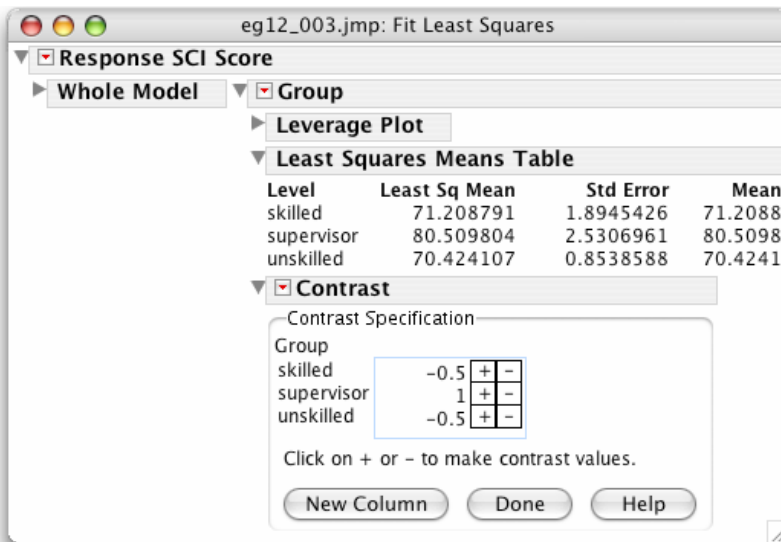 eg12_003.jmp: Fit Least Squares
Response SCI Score
Whole Model
Group
Leverage Plot
Least Squares Means Table
Level Least Sq Mean Std Error Mean
skilled 71.208791 1.8945426 71.2088
supervisor 80.509804 2.5306961 80.5098
unskilled 70.424107 0.8538588 70.4241
Contrast
Contrast Specification
Group
skilled -0.5 + -
supervisor 1 + -
unskilled -0.5 + -
Click on + or - to make contrast values.
New Column Done Help